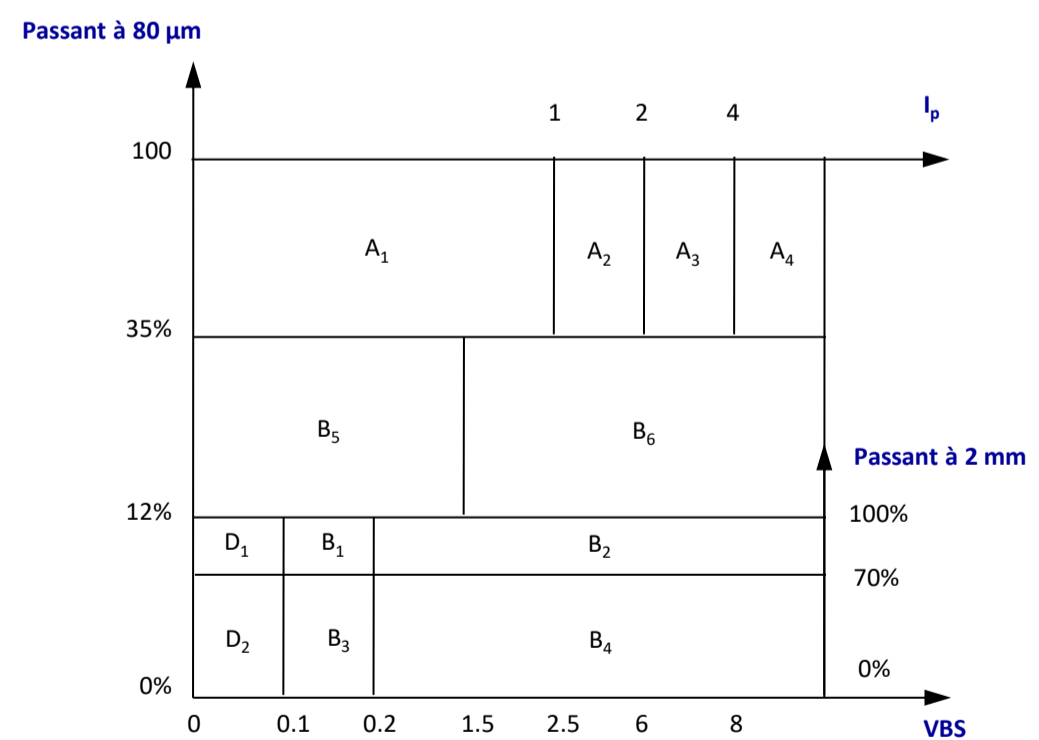 Passant à 80 µm
1 2 4 Ip
100
A1 A2 A3 A4
35%
B5 B6
Passant à 2 mm
12% 100%
D1 B1 B2
70%
D2 B3 B4
0% 0%
0 0.1 0.2 1.5 2.5 6 8 VBS